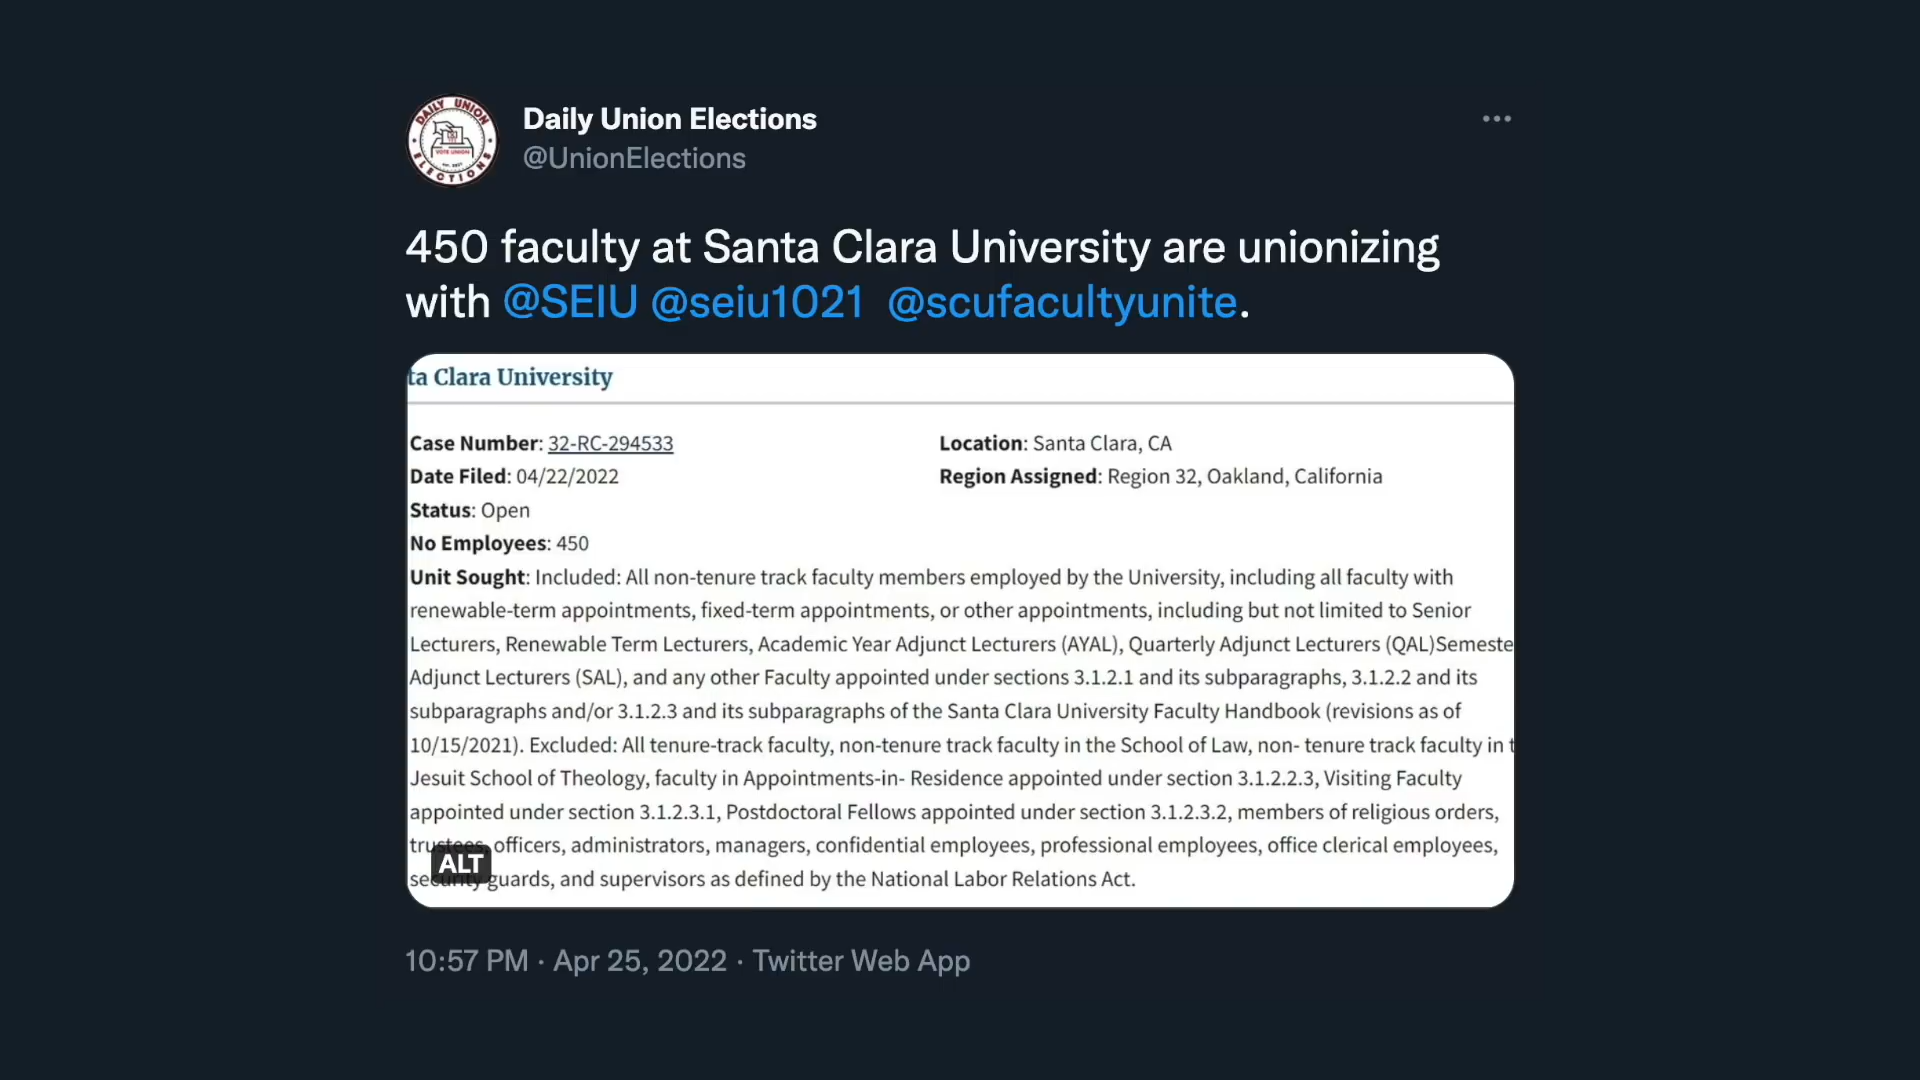 DAILY UNION ELECTIONS
VOTE UNION
Daily Union Elections
@UnionElections
450 faculty at Santa Clara University are unionizing
with @SEIU @seiu1021 @scufacultyunite.
ta Clara University
Case Number: 32-RC-294533
Location: Santa Clara, CA
Date Filed: 04/22/2022
Region Assigned: Region 32, Oakland, California
Status: Open
No Employees: 450
Unit Sought: Included: All non-tenure track faculty members employed by the University, including all faculty with
renewable-term appointments, fixed-term appointments, or other appointments, including but not limited to Senior
Lecturers, Renewable Term Lecturers, Academic Year Adjunct Lecturers (AYAL), Quarterly Adjunct Lecturers (QAL)Semeste
Adjunct Lecturers (SAL), and any other Faculty appointed under sections 3.1.2.1 and its subparagraphs, 3.1.2.2 and its
subparagraphs and/or 3.1.2.3 and its subparagraphs of the Santa Clara University Faculty Handbook (revisions as of
10/15/2021). Excluded: All tenure-track faculty, non-tenure track faculty in the School of Law, non- tenure track faculty in t
Jesuit School of Theology, faculty in Appointments-in- Residence appointed under section 3.1.2.2.3, Visiting Faculty
appointed under section 3.1.2.3.1, Postdoctoral Fellows appointed under section 3.1.2.3.2, members of religious orders,
trustees, officers, administrators, managers, confidential employees, professional employees, office clerical employees,
security guards, and supervisors as defined by the National Labor Relations Act.
ALT
10:57 PM · Apr 25, 2022 · Twitter Web App